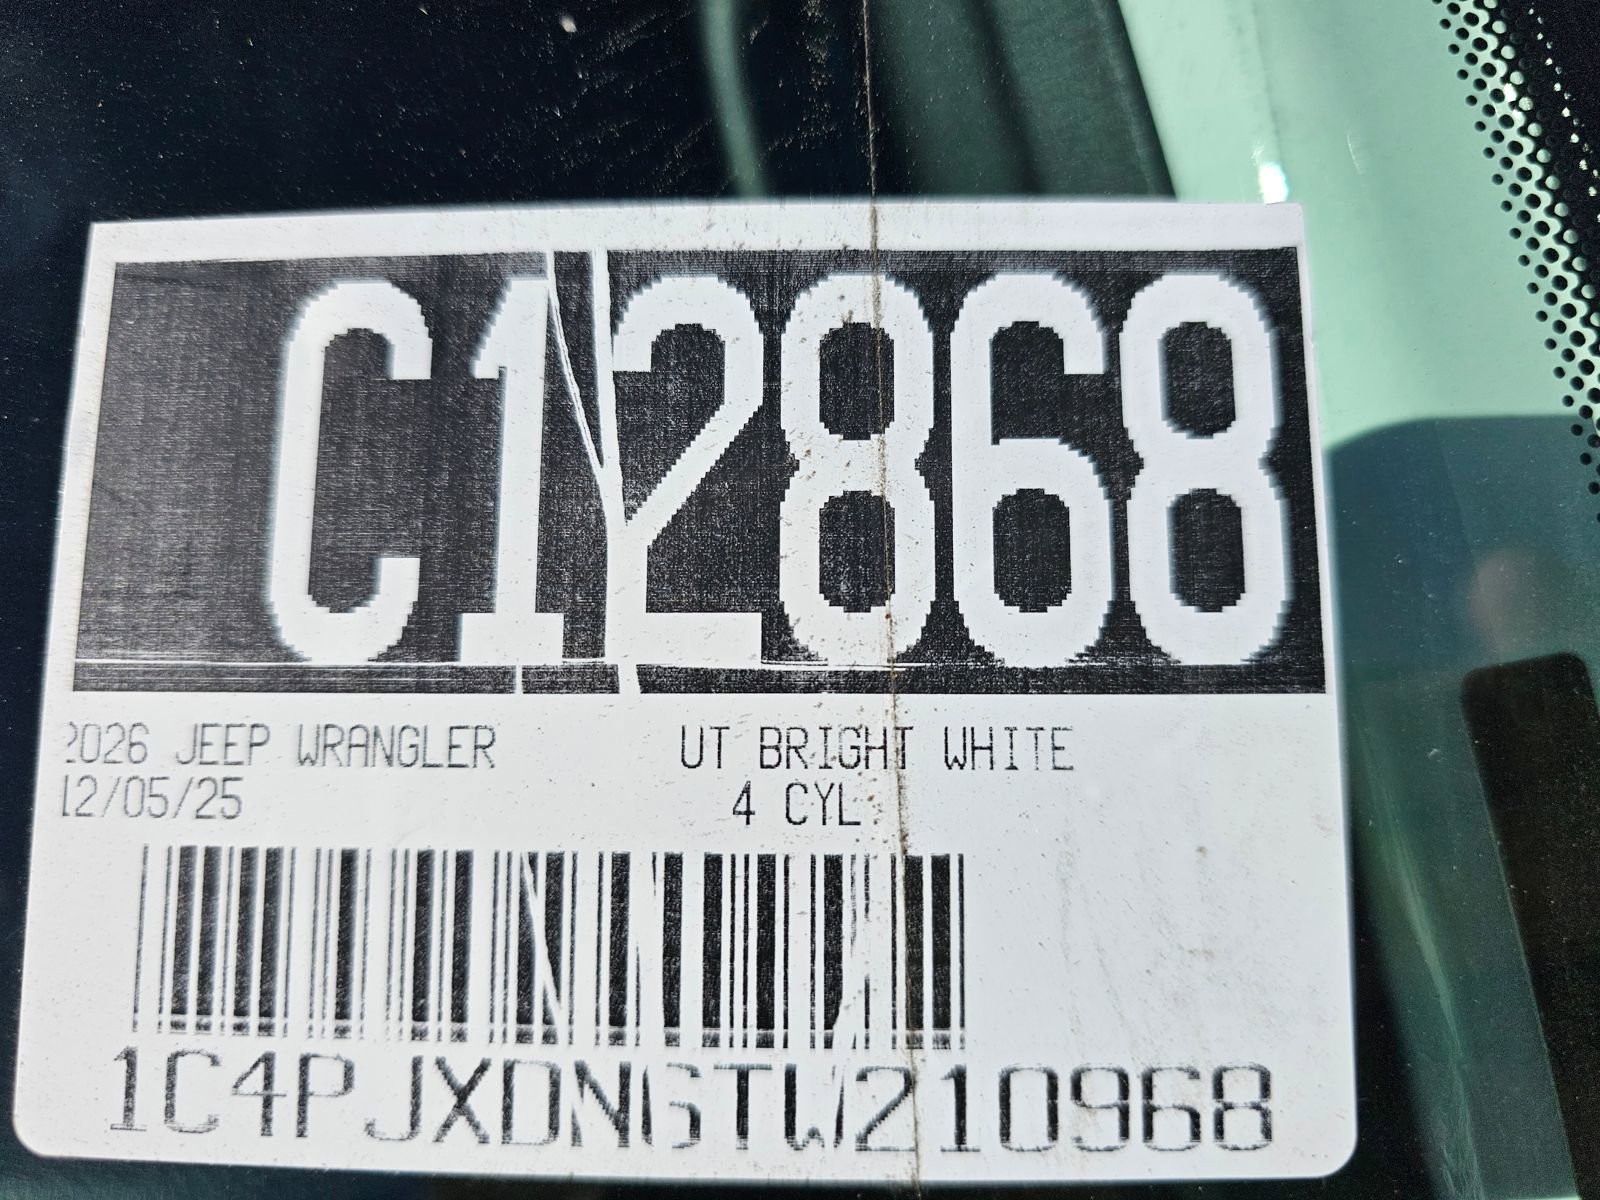 C12868
2026 JEEP WRANGLER UT BRIGHT WHITE
12/05/25 4 CYL
1C4PJXDN6TW210968